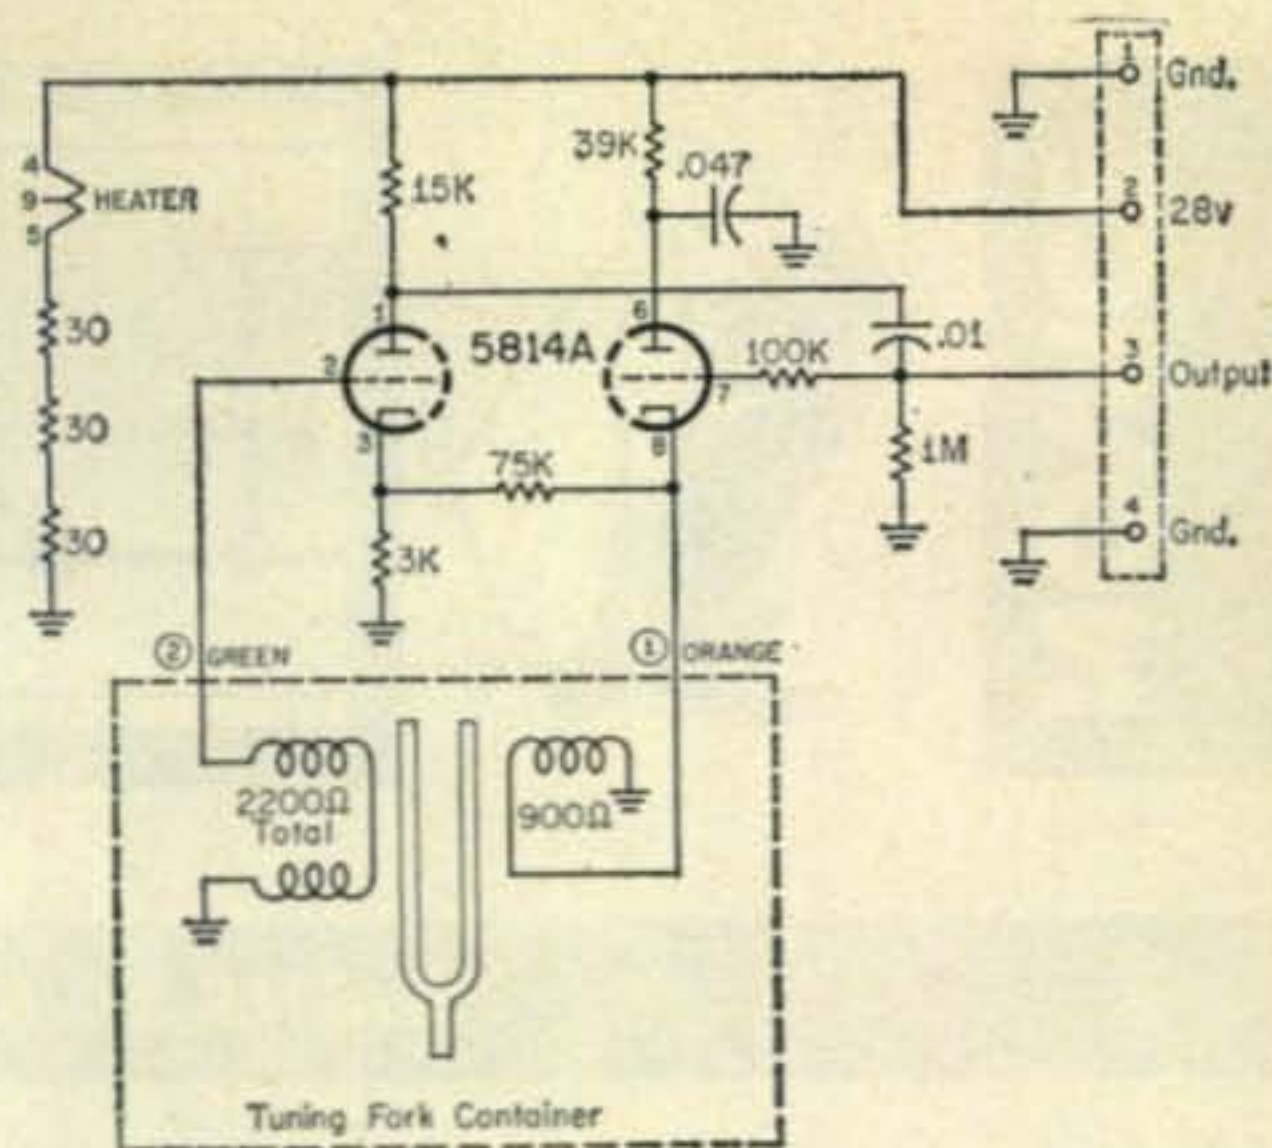 1
Gnd.
4
9
5
HEATER
15K
39K
.047
2
28v
1
6
5814A
2
7
100K
.01
3
Output
3
8
30
30
30
75K
1M
4
Gnd.
3K
2 GREEN
1 ORANGE
2200Ω
Total
900Ω
Tuning Fork Container